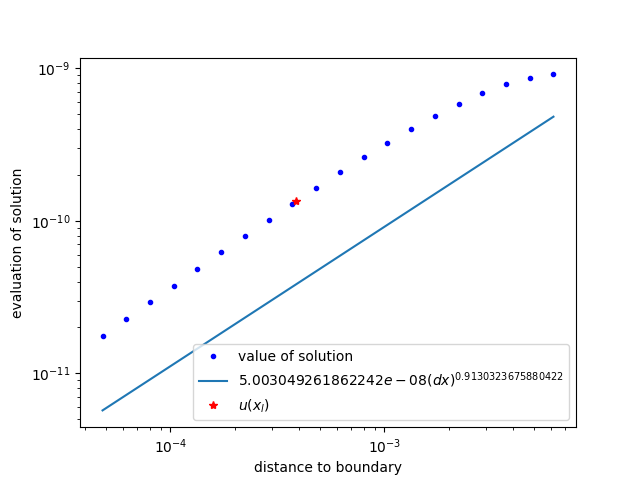 10⁻⁹
10⁻¹⁰
10⁻¹¹
evaluation of solution
value of solution
5.003049261862242e − 08(dx)^0.9130323675880422
u(x_l)
10⁻⁴
10⁻³
distance to boundary